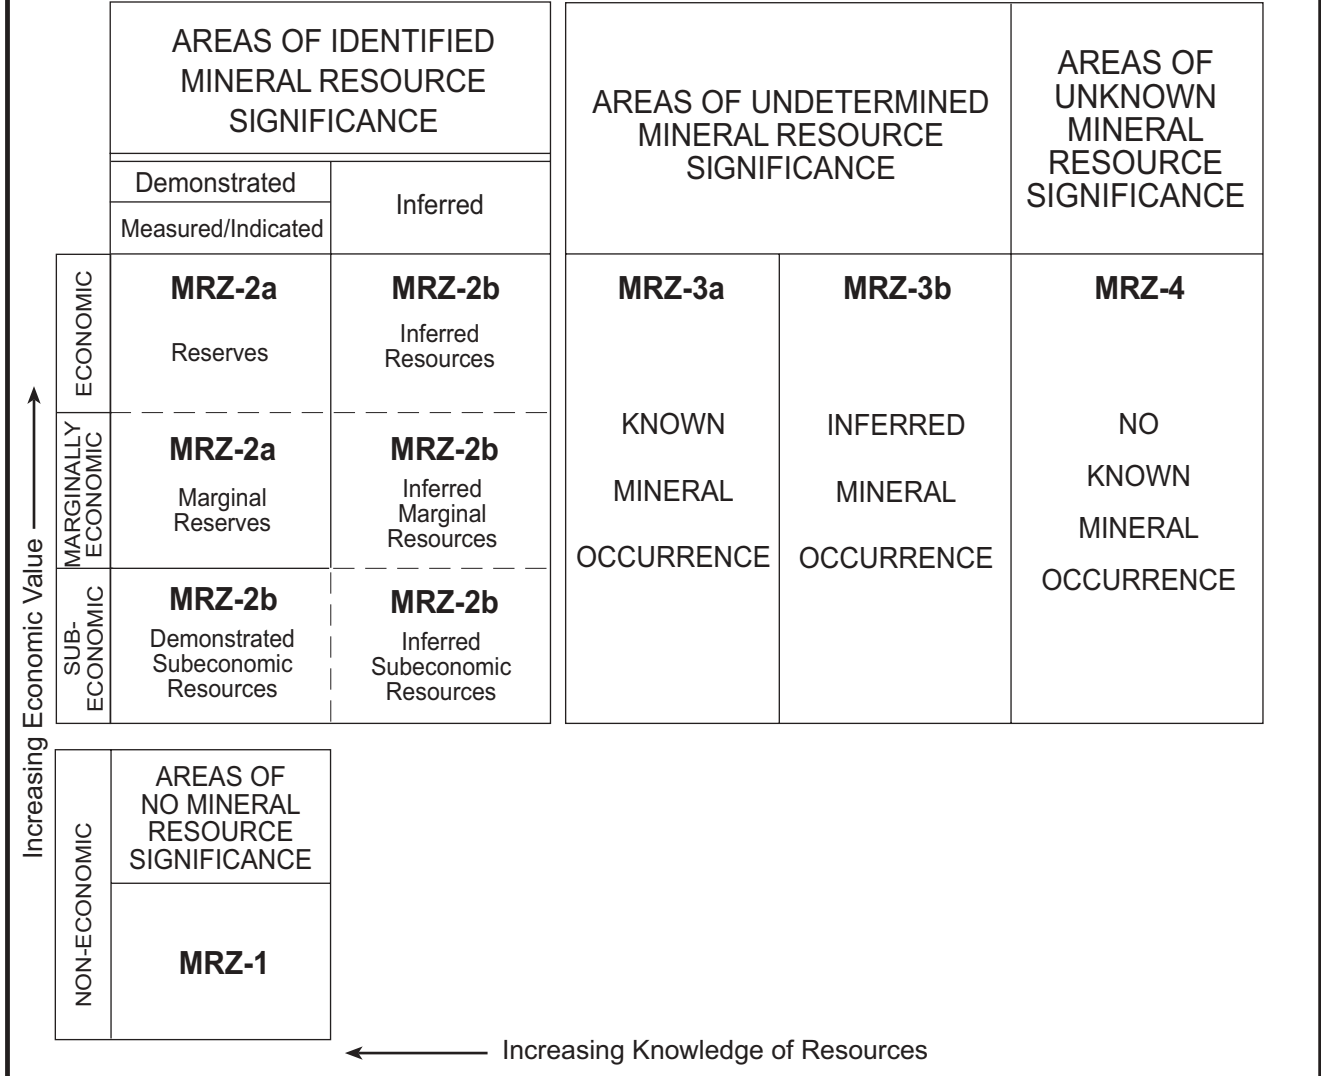 AREAS OF IDENTIFIED
MINERAL RESOURCE
SIGNIFICANCE
AREAS OF UNDETERMINED
MINERAL RESOURCE
SIGNIFICANCE
AREAS OF
UNKNOWN
MINERAL
RESOURCE
SIGNIFICANCE
Demonstrated
Measured/Indicated
Inferred
ECONOMIC
MRZ-2a
Reserves
MRZ-2b
Inferred
Resources
MARGINALLY
ECONOMIC
MRZ-2a
Marginal
Reserves
MRZ-2b
Inferred
Marginal
Resources
SUB-
ECONOMIC
MRZ-2b
Demonstrated
Subeconomic
Resources
MRZ-2b
Inferred
Subeconomic
Resources
MRZ-3a
KNOWN
MINERAL
OCCURRENCE
MRZ-3b
INFERRED
MINERAL
OCCURRENCE
MRZ-4
NO
KNOWN
MINERAL
OCCURRENCE
Increasing Economic Value
NON-ECONOMIC
AREAS OF
NO MINERAL
RESOURCE
SIGNIFICANCE
MRZ-1
Increasing Knowledge of Resources